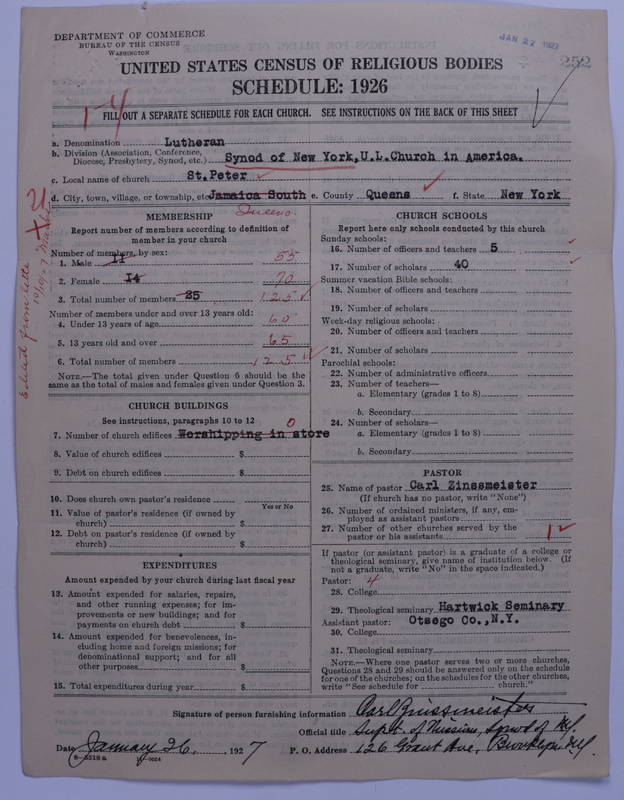 DEPARTMENT OF COMMERCE
BUREAU OF THE CENSUS
WASHINGTON
JAN 27 1927
252
UNITED STATES CENSUS OF RELIGIOUS BODIES
SCHEDULE: 1926
1-4
FILL OUT A SEPARATE SCHEDULE FOR EACH CHURCH. SEE INSTRUCTIONS ON THE BACK OF THIS SHEET
a. Denomination Lutheran
b. Division (Association, Conference, Diocese, Presbytery, Synod, etc.) Synod of New York, U.L.Church in America.
c. Local name of church St.Peter
d. City, town, village, or township, etc. Jamaica South e. County Queens f. State New York
Queens.
MEMBERSHIP
Report number of members according to definition of
member in your church
Number of members, by sex:
1. Male 11 55
2. Female 14 70
3. Total number of members 25 125
Number of members under and over 13 years old:
4. Under 13 years of age 60
5. 13 years old and over 65
6. Total number of members 125
NOTE.—The total given under Question 6 should be the
same as the total of males and females given under Question 3.
CHURCH BUILDINGS
See instructions, paragraphs 10 to 12
7. Number of church edifices Worshipping in store 0
8. Value of church edifices $
9. Debt on church edifices $
10. Does church own pastor's residence
Yes or No
11. Value of pastor's residence (if owned by
church) $
12. Debt on pastor's residence (if owned by
church) $
EXPENDITURES
Amount expended by your church during last fiscal year
13. Amount expended for salaries, repairs,
and other running expenses; for im-
provements or new buildings; and for
payments on church debt $
14. Amount expended for benevolences, in-
cluding home and foreign missions; for
denominational support; and for all
other purposes $
15. Total expenditures during year $
CHURCH SCHOOLS
Report here only schools conducted by this church
Sunday schools:
16. Number of officers and teachers 5
17. Number of scholars 40
Summer vacation Bible schools:
18. Number of officers and teachers
19. Number of scholars
Week-day religious schools:
20. Number of officers and teachers
21. Number of scholars
Parochial schools:
22. Number of administrative officers
23. Number of teachers—
a. Elementary (grades 1 to 8)
b. Secondary
24. Number of scholars—
a. Elementary (grades 1 to 8)
b. Secondary
PASTOR
25. Name of pastor Carl Zinssmeister
(If church has no pastor, write "None")
26. Number of ordained ministers, if any, em-
ployed as assistant pastors
27. Number of other churches served by the
pastor or his assistants 1
If pastor (or assistant pastor) is a graduate of a college or
theological seminary, give name of institution below. (If
not a graduate, write "No" in the space indicated.)
Pastor: 4
28. College
29. Theological seminary Hartwick Seminary
Assistant pastor: Otsego Co.,N.Y.
30. College
31. Theological seminary
NOTE.—Where one pastor serves two or more churches,
Questions 28 and 29 should be answered only on the schedule
for one of the churches; on the schedules for the other churches,
write "See schedule for church."
Signature of person furnishing information Carl Zinssmeister
Official title Supt. of Missions, Synod of N.Y.
Date January 26, 1927 P. O. Address 126 Grant Ave, Brooklyn N.Y.
8-5518a